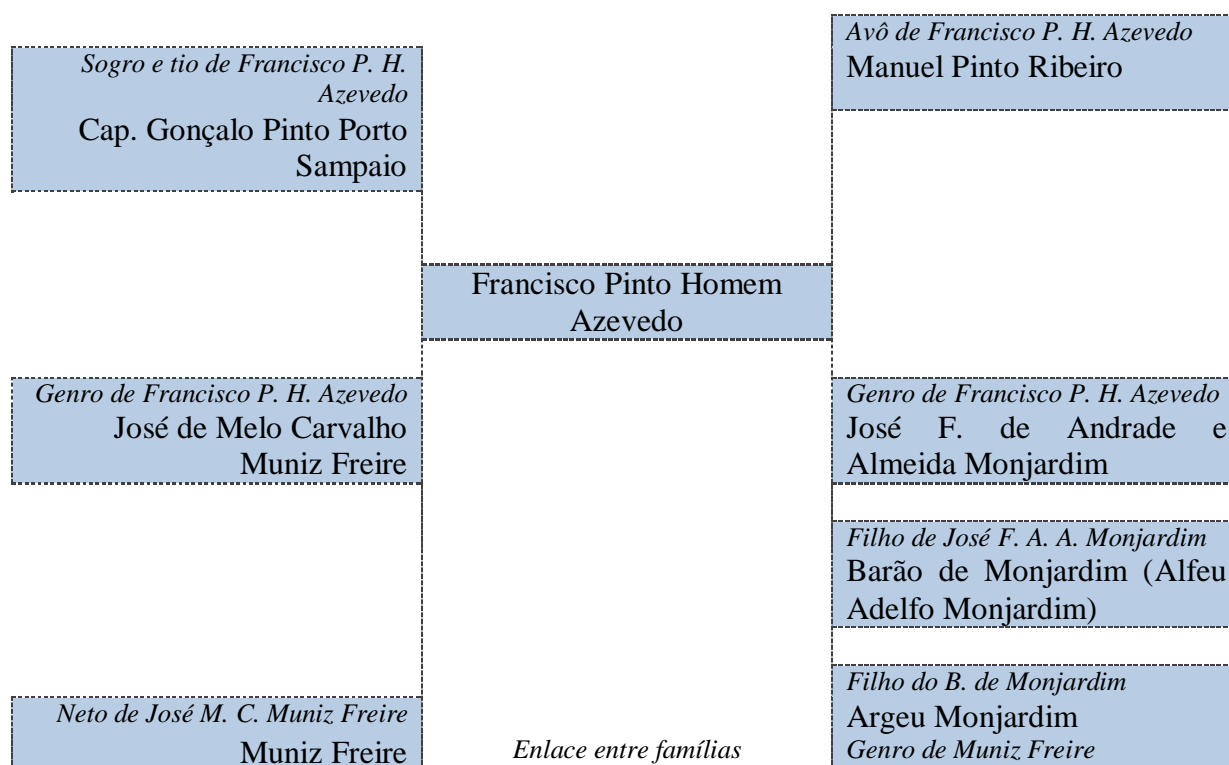 Sogro e tio de Francisco P. H.
Azevedo
Cap. Gonçalo Pinto Porto
Sampaio
Avô de Francisco P. H. Azevedo
Manuel Pinto Ribeiro
Francisco Pinto Homem
Azevedo
Genro de Francisco P. H. Azevedo
José de Melo Carvalho
Muniz Freire
Genro de Francisco P. H. Azevedo
José F. de Andrade e
Almeida Monjardim
Filho de José F. A. A. Monjardim
Barão de Monjardim (Alfeu
Adelfo Monjardim)
Neto de José M. C. Muniz Freire
Muniz Freire
Enlace entre famílias
Filho do B. de Monjardim
Argeu Monjardim
Genro de Muniz Freire